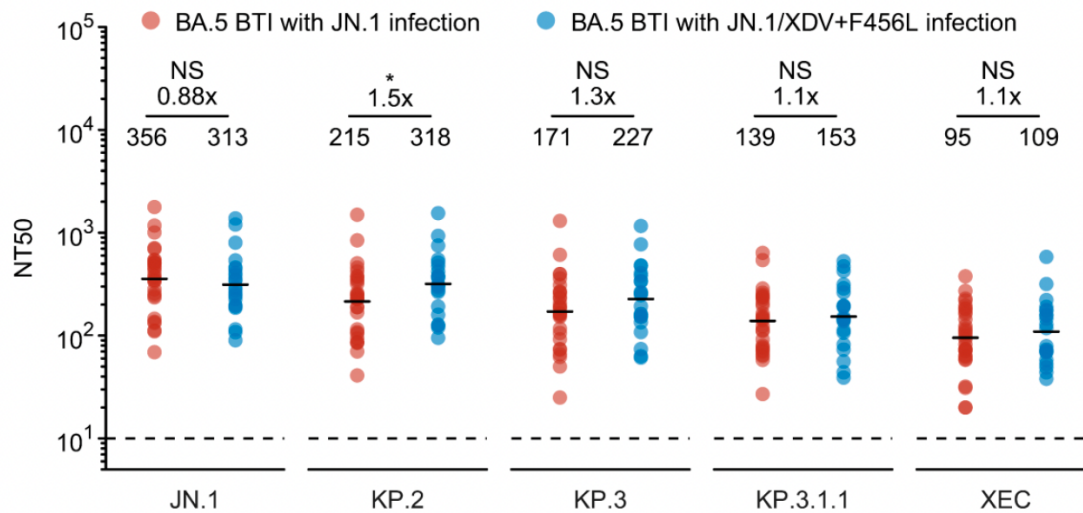 BA.5 BTI with JN.1 infection BA.5 BTI with JN.1/XDV+F456L infection
NT50
10^5
10^4
10^3
10^2
10^1
NS * NS NS NS
0.88x 1.5x 1.3x 1.1x 1.1x
356 313 215 318 171 227 139 153 95 109
JN.1 KP.2 KP.3 KP.3.1.1 XEC